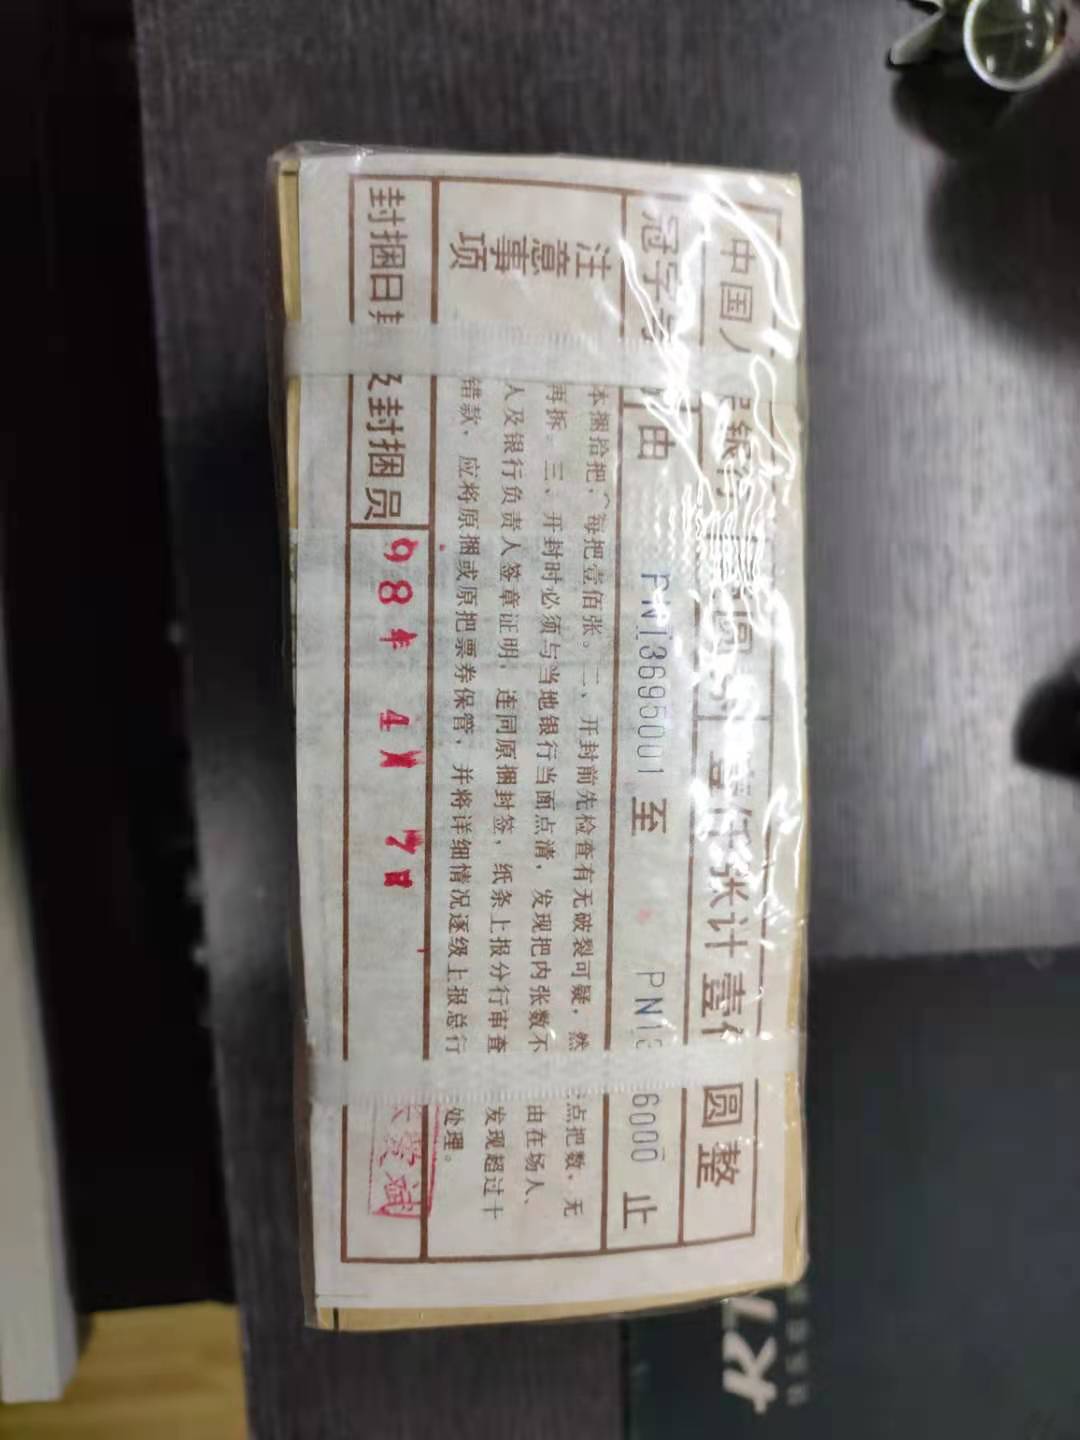 中国人 银行 圆 壹仟张计壹仟圆整
冠字号 由 PN13695001 至 PN1 6000 止
注意事项
本捆拾把，（每把壹佰张。二、开封前先检查有无破裂可疑，然 点把数，无
再拆。三、开封时必须与当地银行当面点清，发现把内张数不 由在场人、
人及银行负责人签章证明，连同原捆封签，纸条上报分行审查 发现超过十
错款，应将原捆或原把票券保管，并将详细情况逐级上报总行 处理。
封捆日期及封捆员 98年 4月 7日